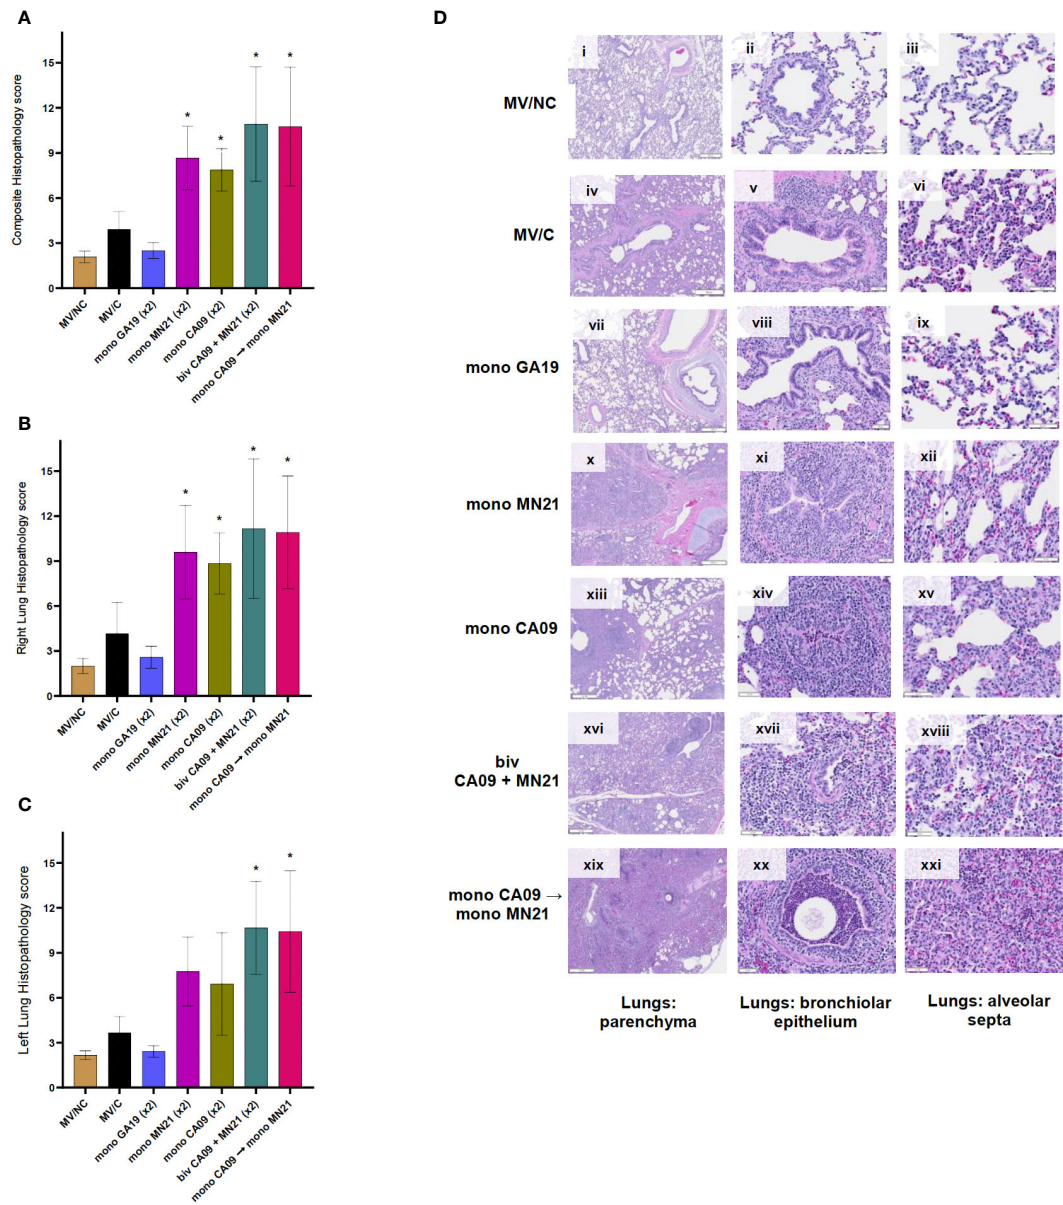 A
Composite Histopathology score
15
12
9
6
3
0
* * * *
MV/NC
MV/C
mono GA19 (x2)
mono MN21 (x2)
mono CA09 (x2)
biv CA09 + MN21 (x2)
mono CA09 → mono MN21
B
Right Lung Histopathology score
15
12
9
6
3
0
* * * *
MV/NC
MV/C
mono GA19 (x2)
mono MN21 (x2)
mono CA09 (x2)
biv CA09 + MN21 (x2)
mono CA09 → mono MN21
C
Left Lung Histopathology score
15
12
9
6
3
0
* *
MV/NC
MV/C
mono GA19 (x2)
mono MN21 (x2)
mono CA09 (x2)
biv CA09 + MN21 (x2)
mono CA09 → mono MN21
D
MV/NC
i ii iii
MV/C
iv v vi
mono GA19
vii viii ix
mono MN21
x xi xii
mono CA09
xiii xiv xv
biv
CA09 + MN21
xvi xvii xviii
mono CA09 →
mono MN21
xix xx xxi
Lungs:
parenchyma
Lungs: bronchiolar
epithelium
Lungs: alveolar
septa